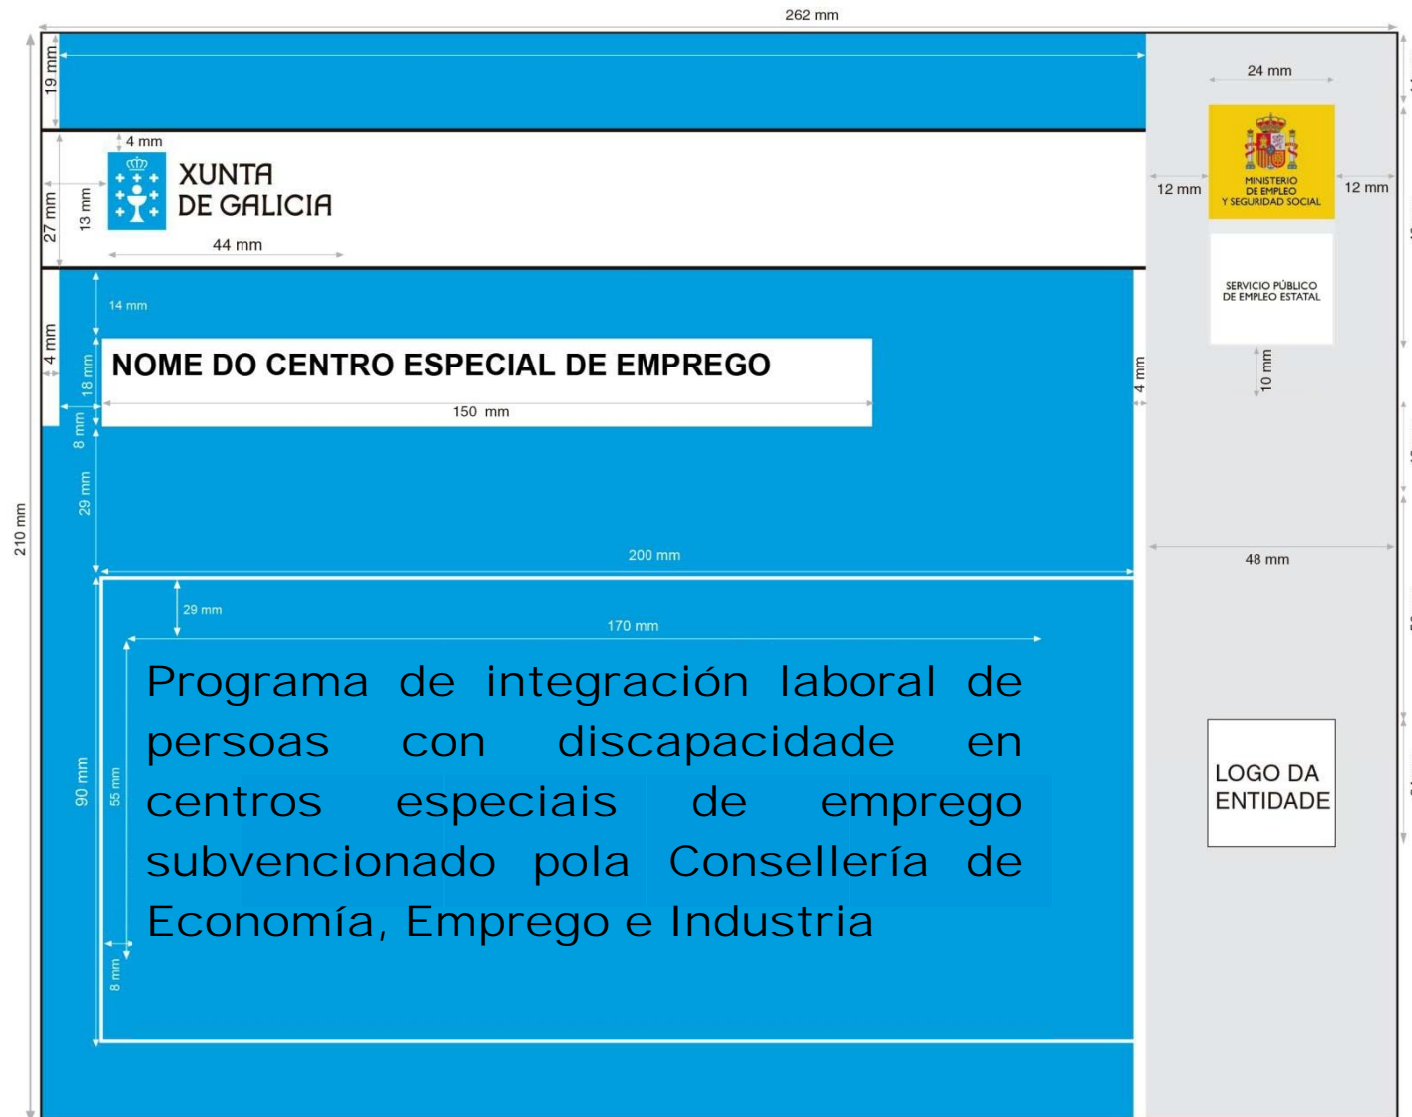 262 mm
19 mm
24 mm
4 mm
XUNTA
DE GALICIA
27 mm
13 mm
44 mm
MINISTERIO
DE EMPLEO
Y SEGURIDAD SOCIAL
12 mm
12 mm
SERVICIO PÚBLICO
DE EMPLEO ESTATAL
14 mm
4 mm
18 mm
NOME DO CENTRO ESPECIAL DE EMPREGO
150 mm
4 mm
10 mm
8 mm
29 mm
210 mm
200 mm
48 mm
29 mm
170 mm
Programa de integración laboral de
persoas con discapacidade en
centros especiais de emprego
subvencionado pola Consellería de
Economía, Emprego e Industria
90 mm
55 mm
8 mm
LOGO DA
ENTIDADE